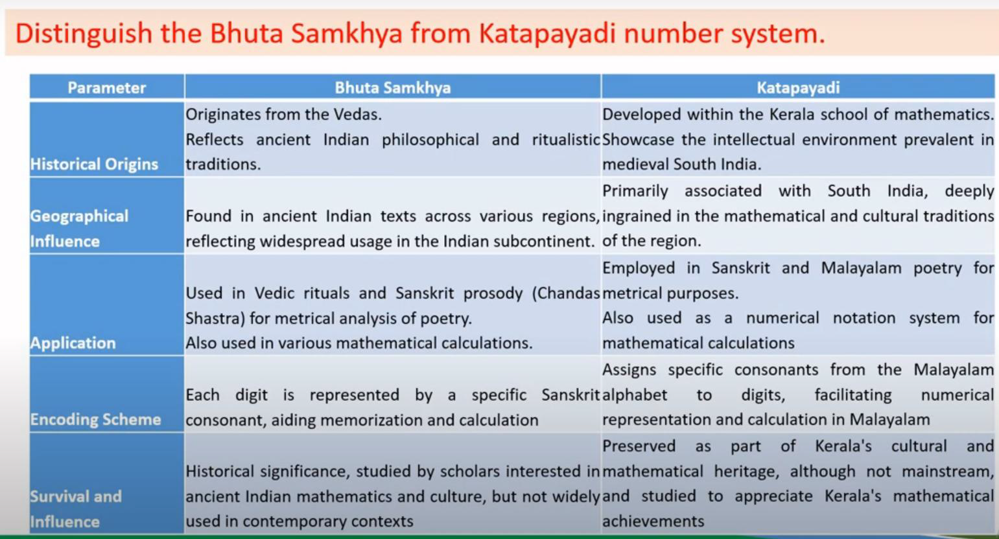 Distinguish the Bhuta Samkhya from Katapayadi number system.
Parameter
Bhuta Samkhya
Katapayadi
Historical Origins
Originates from the Vedas.
Reflects ancient Indian philosophical and ritualistic
traditions.
Developed within the Kerala school of mathematics.
Showcase the intellectual environment prevalent in
medieval South India.
Geographical
Influence
Found in ancient Indian texts across various regions,
reflecting widespread usage in the Indian subcontinent.
Primarily associated with South India, deeply
ingrained in the mathematical and cultural traditions
of the region.
Application
Used in Vedic rituals and Sanskrit prosody (Chandas
Shastra) for metrical analysis of poetry.
Also used in various mathematical calculations.
Employed in Sanskrit and Malayalam poetry for
metrical purposes.
Also used as a numerical notation system for
mathematical calculations
Encoding Scheme
Each digit is represented by a specific Sanskrit
consonant, aiding memorization and calculation
Assigns specific consonants from the Malayalam
alphabet to digits, facilitating numerical
representation and calculation in Malayalam
Survival and
Influence
Historical significance, studied by scholars interested in
ancient Indian mathematics and culture, but not widely
used in contemporary contexts
Preserved as part of Kerala's cultural and
mathematical heritage, although not mainstream,
and studied to appreciate Kerala's mathematical
achievements